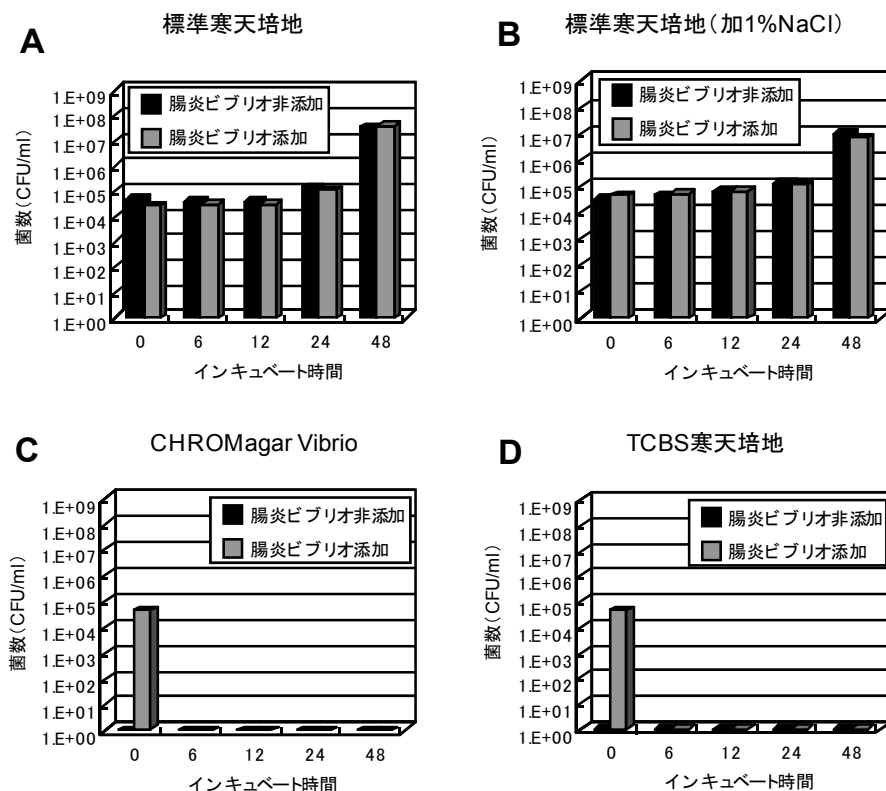 A
標準寒天培地
1.E+09
1.E+08
1.E+07
1.E+06
1.E+05
1.E+04
1.E+03
1.E+02
1.E+01
1.E+00
菌数(CFU/ml)
腸炎ビブリオ非添加
腸炎ビブリオ添加
0 6 12 24 48
インキュベート時間
B
標準寒天培地(加1%NaCl)
1.E+09
1.E+08
1.E+07
1.E+06
1.E+05
1.E+04
1.E+03
1.E+02
1.E+01
1.E+00
菌数(CFU/ml)
腸炎ビブリオ非添加
腸炎ビブリオ添加
0 6 12 24 48
インキュベート時間
C
CHROMagar Vibrio
1.E+09
1.E+08
1.E+07
1.E+06
1.E+05
1.E+04
1.E+03
1.E+02
1.E+01
1.E+00
菌数(CFU/ml)
腸炎ビブリオ非添加
腸炎ビブリオ添加
0 6 12 24 48
インキュベート時間
D
TCBS寒天培地
1.E+09
1.E+08
1.E+07
1.E+06
1.E+05
1.E+04
1.E+03
1.E+02
1.E+01
1.E+00
菌数(CFU/ml)
腸炎ビブリオ非添加
腸炎ビブリオ添加
0 6 12 24 48
インキュベート時間